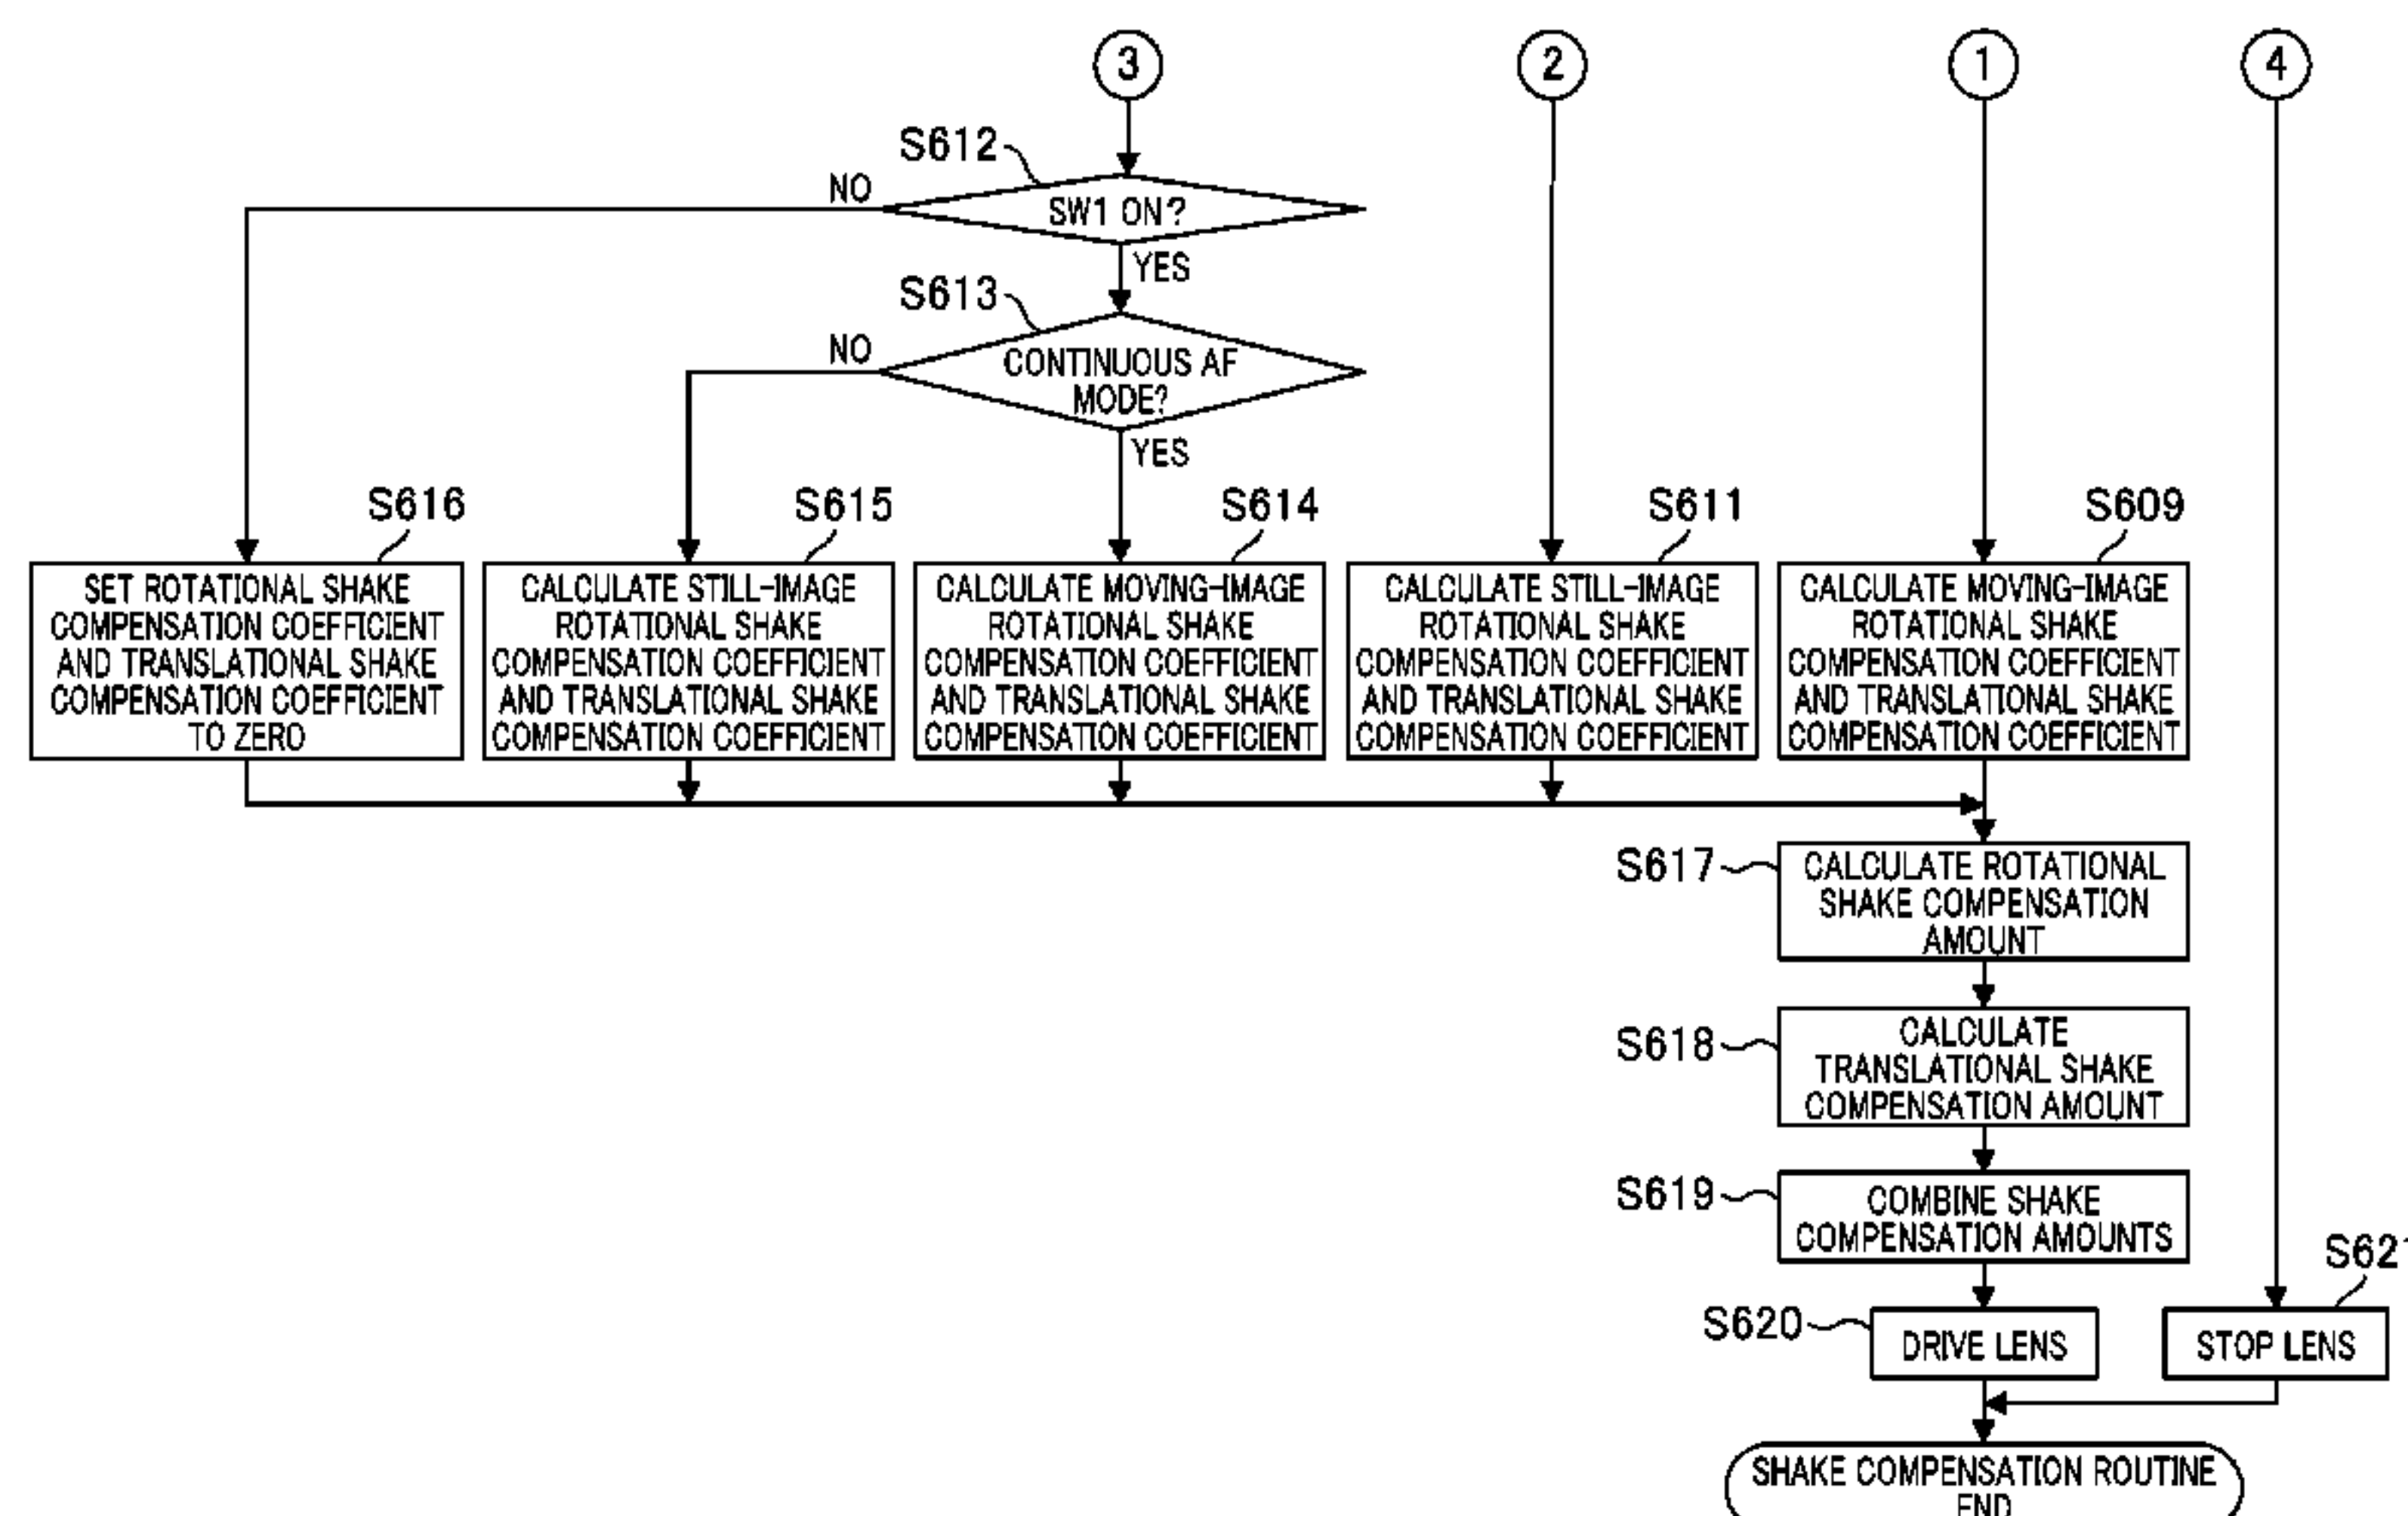 3
2
1
4
S612
NO
SW1 ON?
YES
S613
NO
CONTINUOUS AF
MODE?
YES
S616
S615
S614
S611
S609
SET ROTATIONAL SHAKE
COMPENSATION COEFFICIENT
AND TRANSLATIONAL SHAKE
COMPENSATION COEFFICIENT
TO ZERO
CALCULATE STILL-IMAGE
ROTATIONAL SHAKE
COMPENSATION COEFFICIENT
AND TRANSLATIONAL SHAKE
COMPENSATION COEFFICIENT
CALCULATE MOVING-IMAGE
ROTATIONAL SHAKE
COMPENSATION COEFFICIENT
AND TRANSLATIONAL SHAKE
COMPENSATION COEFFICIENT
CALCULATE STILL-IMAGE
ROTATIONAL SHAKE
COMPENSATION COEFFICIENT
AND TRANSLATIONAL SHAKE
COMPENSATION COEFFICIENT
CALCULATE MOVING-IMAGE
ROTATIONAL SHAKE
COMPENSATION COEFFICIENT
AND TRANSLATIONAL SHAKE
COMPENSATION COEFFICIENT
S617
CALCULATE ROTATIONAL
SHAKE COMPENSATION
AMOUNT
S618
CALCULATE
TRANSLATIONAL SHAKE
COMPENSATION AMOUNT
S619
COMBINE SHAKE
COMPENSATION AMOUNTS
S621
S620
DRIVE LENS
STOP LENS
SHAKE COMPENSATION ROUTINE
END